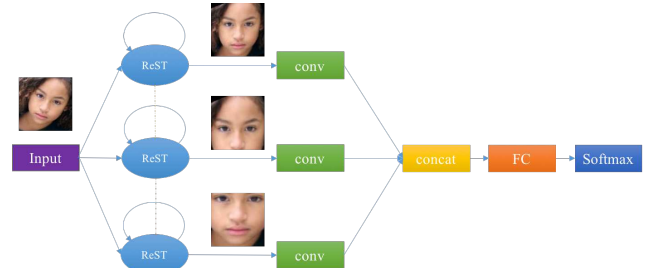 ReST
conv
Input
ReST
conv
concat
FC
Softmax
ReST
conv